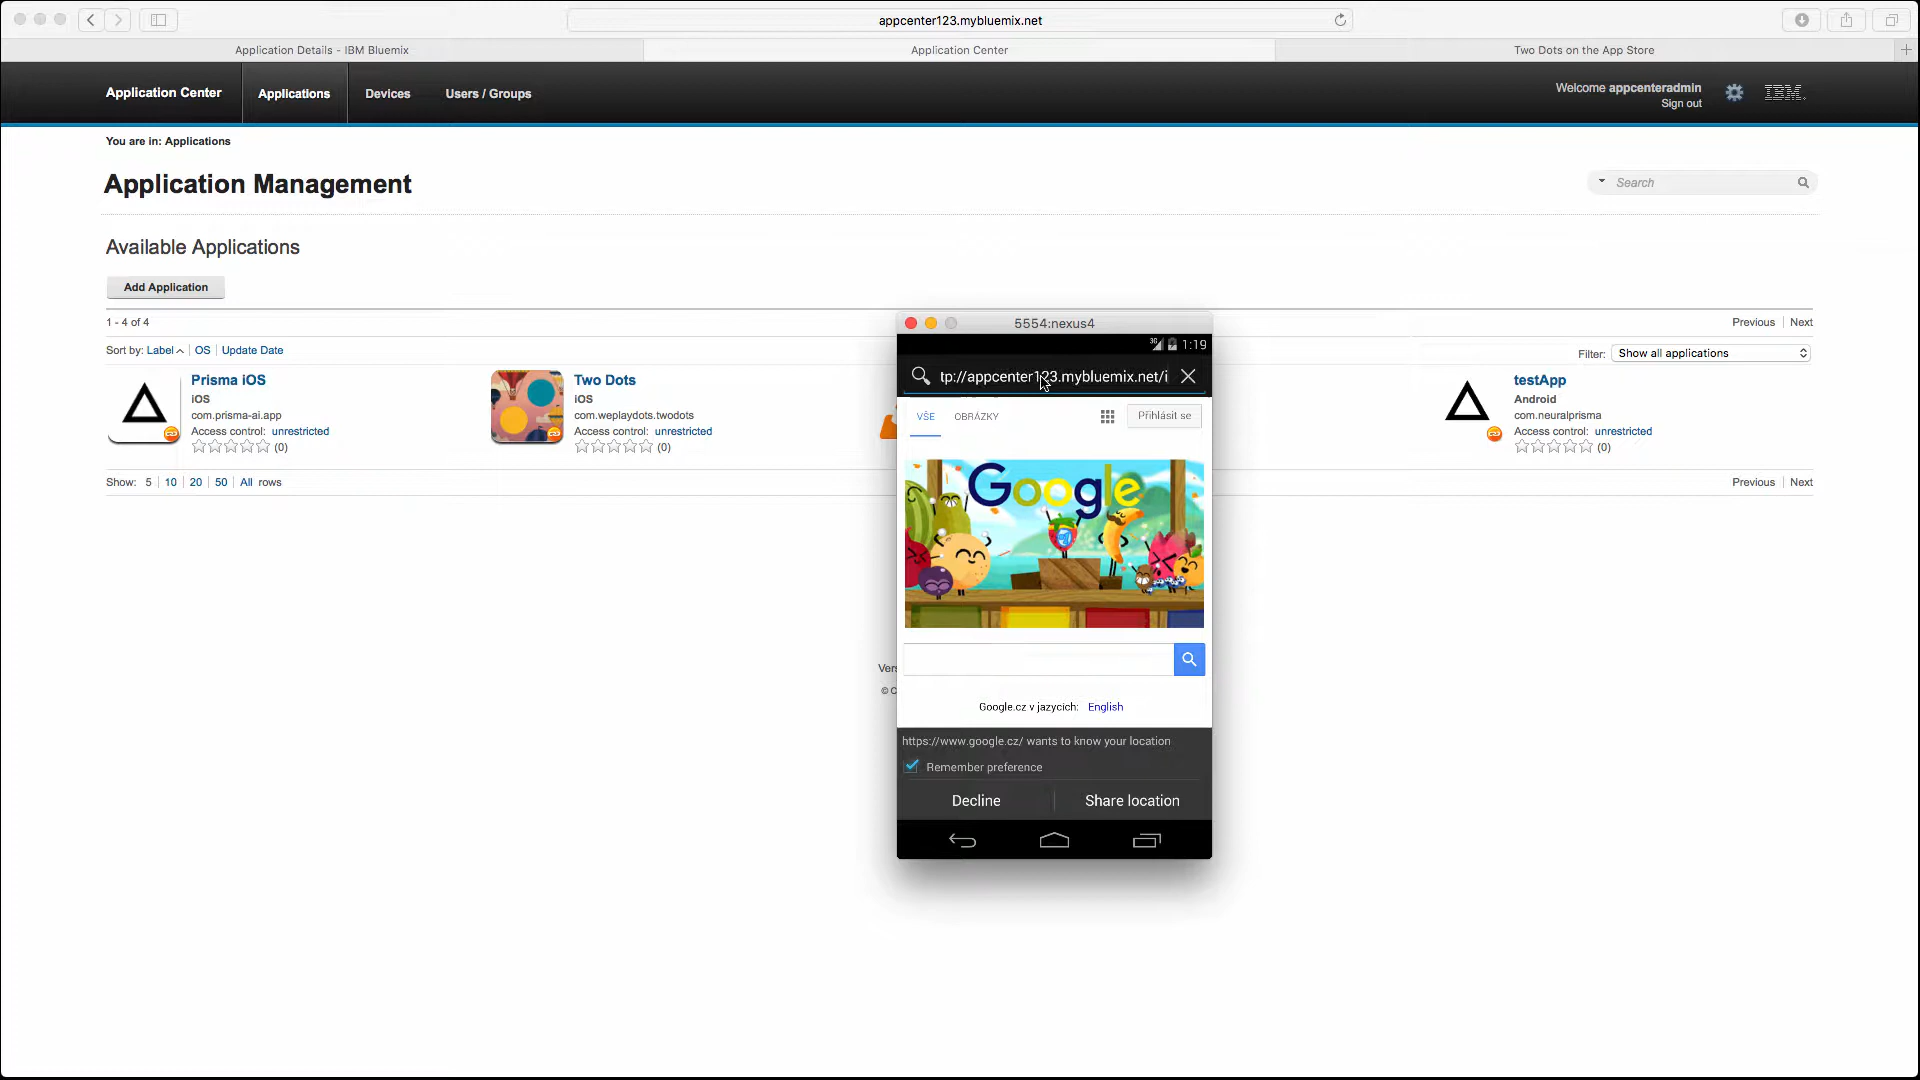 appcenter123.mybluemix.net
Application Details - IBM Bluemix
Application Center
Two Dots on the App Store
Application Center
Applications
Devices
Users / Groups
Welcome appcenteradmin
Sign out
IBM.
You are in: Applications
Application Management
Search
Available Applications
Add Application
1 - 4 of 4
Previous
Next
Sort by: Label
OS
Update Date
Filter: Show all applications
Prisma iOS
iOS
com.prisma-ai.app
Access control: unrestricted
(0)
Two Dots
iOS
com.weplaydots.twodots
Access control: unrestricted
(0)
testApp
Android
com.neuralprisma
Access control: unrestricted
(0)
Show: 5 10 20 50 All rows
Previous
Next
5554:nexus4
3G
1:19
tp://appcenter123.mybluemix.net/i
VŠE
OBRÁZKY
Přihlásit se
Google
Google.cz v jazycích: English
https://www.google.cz/ wants to know your location
Remember preference
Decline
Share location